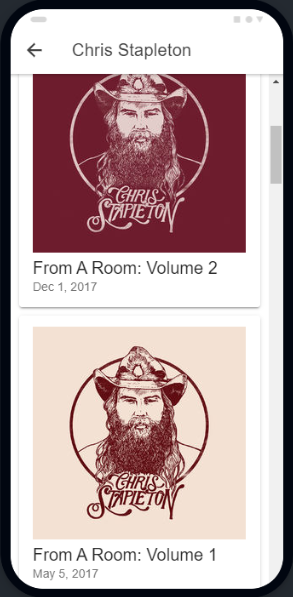 Chris Stapleton
CHRIS
STAPLETON
From A Room: Volume 2
Dec 1, 2017
CHRIS
STAPLETON
From A Room: Volume 1
May 5, 2017